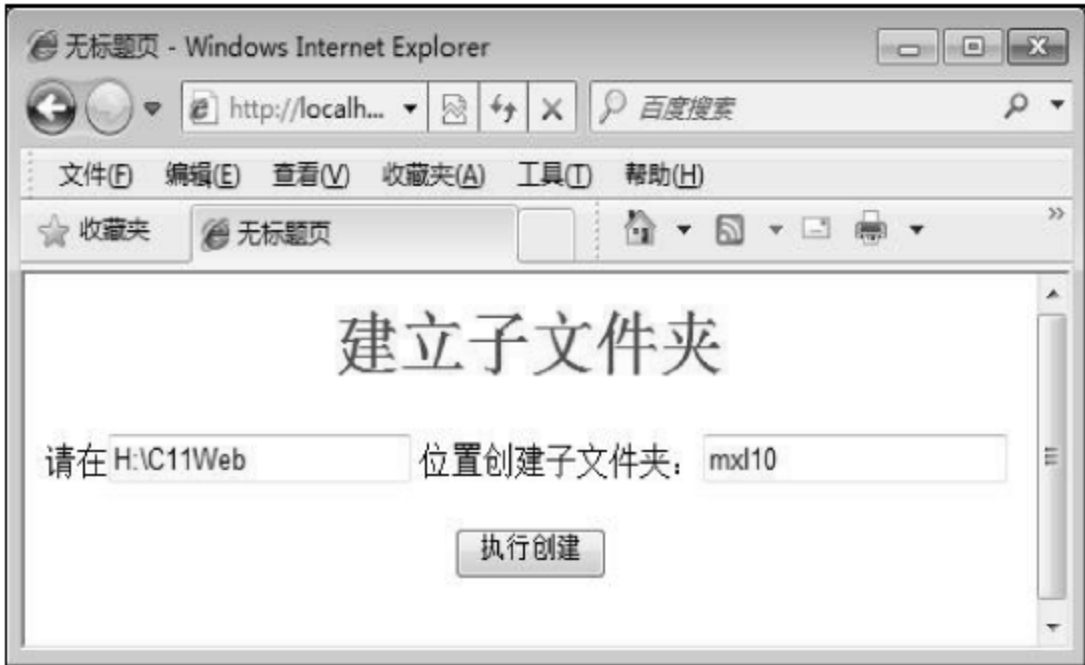 无标题页 - Windows Internet Explorer
http://localh... 百度搜索
文件(F) 编辑(E) 查看(V) 收藏夹(A) 工具(T) 帮助(H)
收藏夹 无标题页
建立子文件夹
请在 H:\C11Web 位置创建子文件夹： mxl10
执行创建